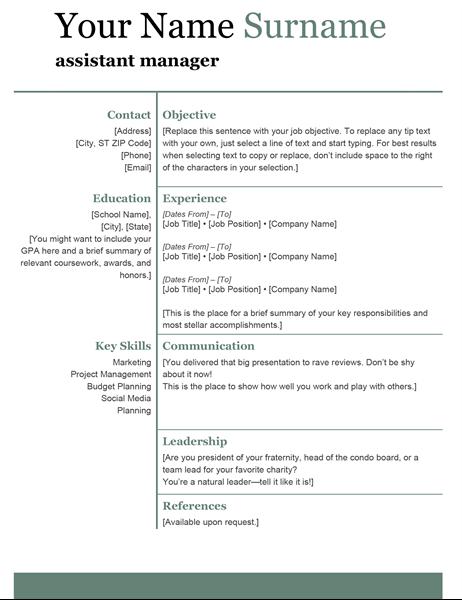 Your Name Surname
assistant manager
Contact
[Address]
[City, ST ZIP Code]
[Phone]
[Email]
Objective
[Replace this sentence with your job objective. To replace any tip text
with your own, just select a line of text and start typing. For best results
when selecting text to copy or replace, don't include space to the right
of the characters in your selection.]
Education
[School Name],
[City], [State]
[You might want to include your
GPA here and a brief summary of
relevant coursework, awards, and
honors.]
Experience
[Dates From] – [To]
[Job Title] • [Job Position] • [Company Name]
[Dates From] – [To]
[Job Title] • [Job Position] • [Company Name]
[Dates From] – [To]
[Job Title] • [Job Position] • [Company Name]
[This is the place for a brief summary of your key responsibilities and
most stellar accomplishments.]
Key Skills
Marketing
Project Management
Budget Planning
Social Media
Planning
Communication
[You delivered that big presentation to rave reviews. Don't be shy
about it now!
This is the place to show how well you work and play with others.]
Leadership
[Are you president of your fraternity, head of the condo board, or a
team lead for your favorite charity?
You're a natural leader—tell it like it is!]
References
[Available upon request.]